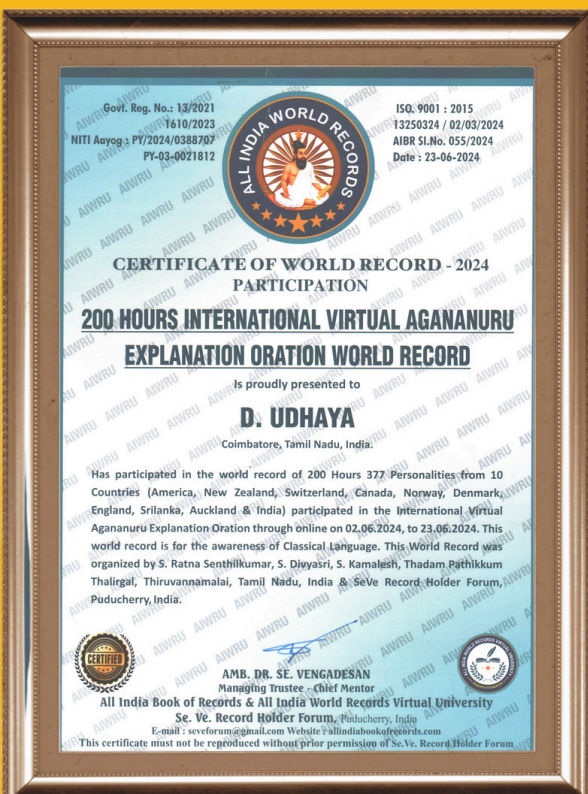 Govt. Reg. No.: 13/2021
1610/2023
NITI Aayog : PY/2024/0388707
PY-03-0021812
ALL INDIA WORLD RECORDS
ISO. 9001 : 2015
13250324 / 02/03/2024
AIBR SI.No. 055/2024
Date : 23-06-2024
CERTIFICATE OF WORLD RECORD - 2024
PARTICIPATION
200 HOURS INTERNATIONAL VIRTUAL AGANANURU
EXPLANATION ORATION WORLD RECORD
Is proudly presented to
D. UDHAYA
Coimbatore, Tamil Nadu, India.
Has participated in the world record of 200 Hours 377 Personalities from 10
Countries (America, New Zealand, Switzerland, Canada, Norway, Denmark,
England, Srilanka, Auckland & India) participated in the International Virtual
Agananuru Explanation Oration through online on 02.06.2024, to 23.06.2024. This
world record is for the awareness of Classical Language. This World Record was
organized by S. Ratna Senthilkumar, S. Divyasri, S. Kamalesh, Thadam Pathikkum
Thalirgal, Thiruvannamalai, Tamil Nadu, India & SeVe Record Holder Forum,
Puducherry, India.
CERTIFIED
AMB. DR. SE. VENGADESAN
Managing Trustee - Chief Mentor
All India Book of Records & All India World Records Virtual University
Se. Ve. Record Holder Forum, Puducherry, India
E-mail : seveforum@gmail.com Website : allindiabookofrecords.com
This certificate must not be reproduced without prior permission of Se.Ve. Record Holder Forum